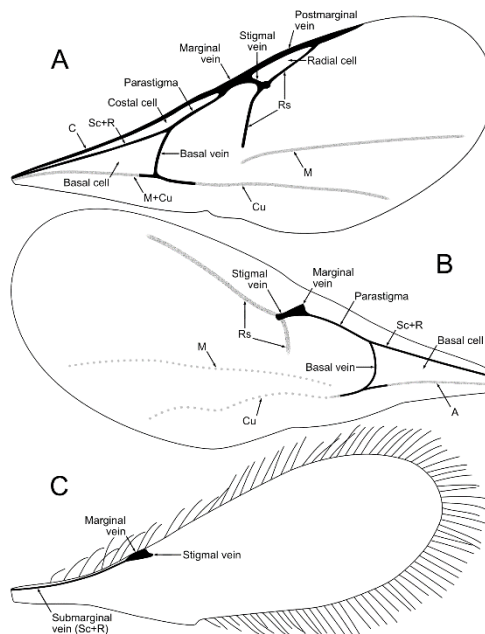 A
Postmarginal
vein
Stigmal
vein
Marginal
vein
Radial cell
Parastigma
Costal cell
Sc+R
C
Rs
Basal vein
M
Basal cell
M+Cu
Cu
B
Marginal
vein
Stigmal
vein
Parastigma
Rs
Sc+R
M
Basal cell
Basal vein
Cu
A
C
Marginal
vein
Stigmal vein
Submarginal
vein (Sc+R)